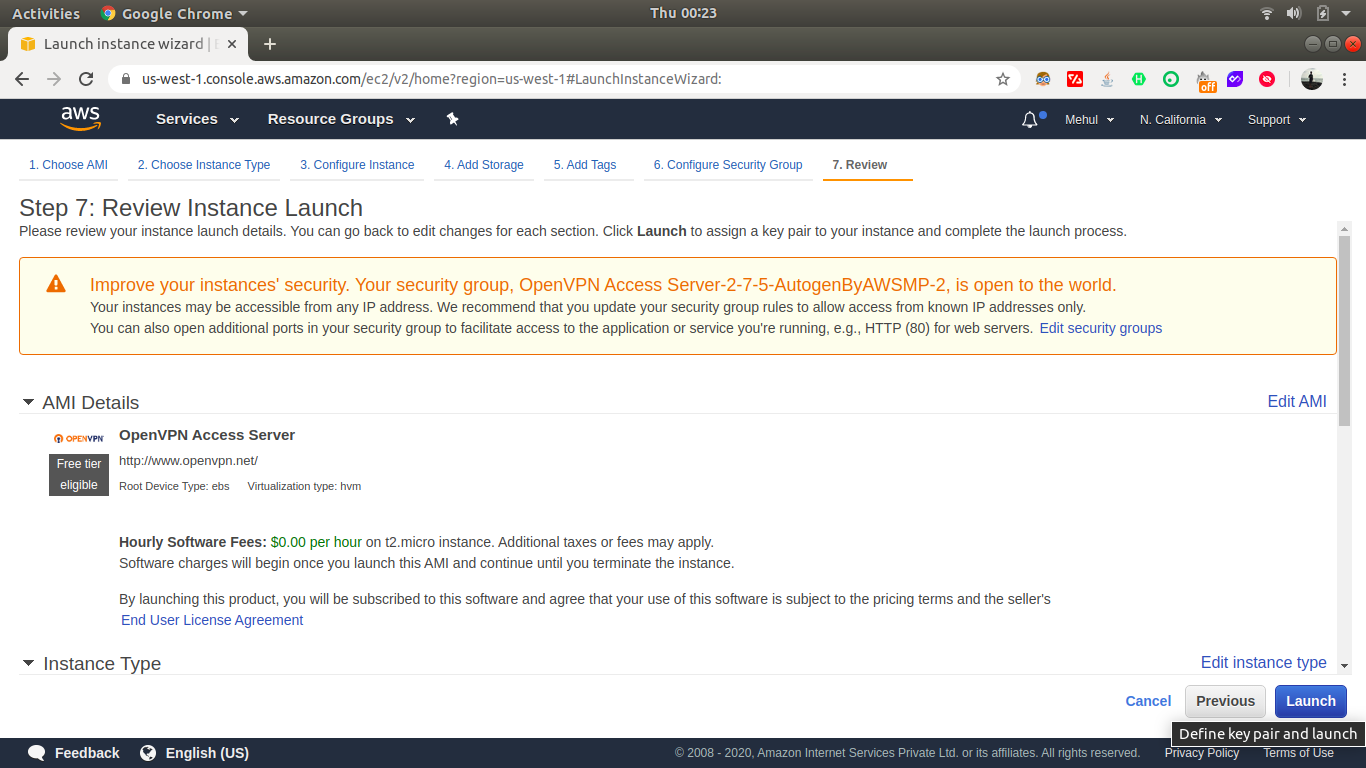 Activities Google Chrome Thu 00:23
Launch instance wizard |
us-west-1.console.aws.amazon.com/ec2/v2/home?region=us-west-1#LaunchInstanceWizard:
off
aws Services Resource Groups Mehul N. California Support
1. Choose AMI 2. Choose Instance Type 3. Configure Instance 4. Add Storage 5. Add Tags 6. Configure Security Group 7. Review
Step 7: Review Instance Launch
Please review your instance launch details. You can go back to edit changes for each section. Click Launch to assign a key pair to your instance and complete the launch process.
Improve your instances' security. Your security group, OpenVPN Access Server-2-7-5-AutogenByAWSMP-2, is open to the world.
Your instances may be accessible from any IP address. We recommend that you update your security group rules to allow access from known IP addresses only.
You can also open additional ports in your security group to facilitate access to the application or service you're running, e.g., HTTP (80) for web servers. Edit security groups
AMI Details Edit AMI
OPENVPN OpenVPN Access Server
Free tier eligible
http://www.openvpn.net/
Root Device Type: ebs Virtualization type: hvm
Hourly Software Fees: $0.00 per hour on t2.micro instance. Additional taxes or fees may apply.
Software charges will begin once you launch this AMI and continue until you terminate the instance.
By launching this product, you will be subscribed to this software and agree that your use of this software is subject to the pricing terms and the seller's
End User License Agreement
Instance Type Edit instance type
Cancel Previous Launch
Define key pair and launch
Feedback English (US) © 2008 - 2020, Amazon Internet Services Private Ltd. or its affiliates. All rights reserved. Privacy Policy Terms of Use